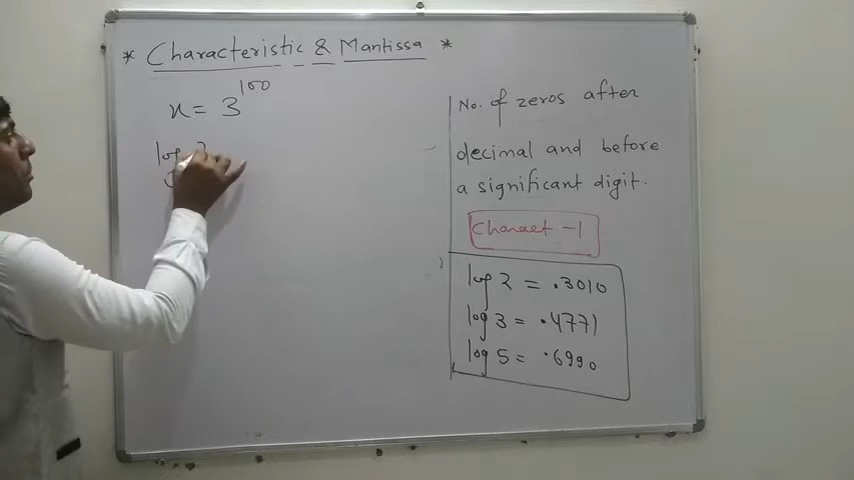 * Characteristic & Mantissa *
x = 3^100
log
No. of zeros after
decimal and before
a significant digit.
Charact -1
log 2 = .3010
log 3 = .4771
log 5 = .6990